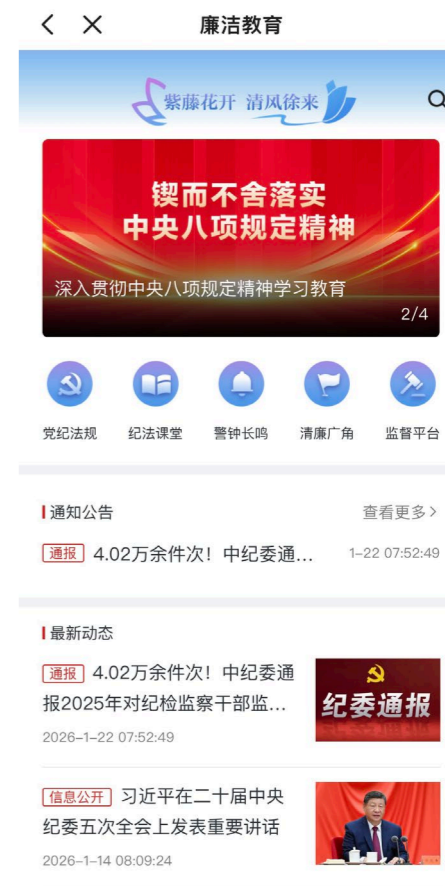 廉洁教育
紫藤花开 清风徐来
锲而不舍落实
中央八项规定精神
深入贯彻中央八项规定精神学习教育
2/4
党纪法规 纪法课堂 警钟长鸣 清廉广角 监督平台
通知公告 查看更多
通报 4.02万余件次！中纪委通... 1-22 07:52:49
最新动态
通报 4.02万余件次！中纪委通
报2025年对纪检监察干部监...
2026-1-22 07:52:49
纪委通报
信息公开 习近平在二十届中央
纪委五次全会上发表重要讲话
2026-1-14 08:09:24